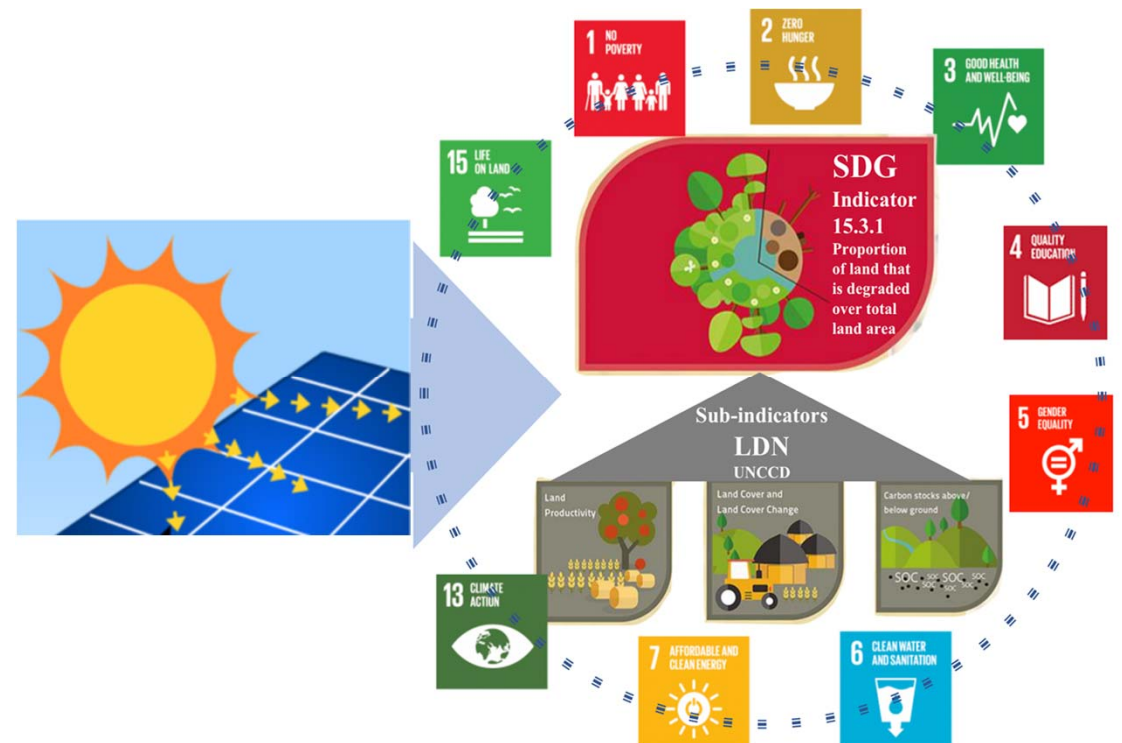 1 NO
POVERTY
2 ZERO
HUNGER
3 GOOD HEALTH
AND WELL-BEING
15 LIFE
ON LAND
SDG
Indicator
15.3.1
Proportion
of land that
is degraded
over total
land area
4 QUALITY
EDUCATION
5 GENDER
EQUALITY
Sub-indicators
LDN
UNCCD
Land
Productivity
Land Cover and
Land Cover Change
Carbon stocks above/
below ground
SOC SOC SOC SOC
SOC SOC SOC
13 CLIMATE
ACTION
7 AFFORDABLE AND
CLEAN ENERGY
6 CLEAN WATER
AND SANITATION